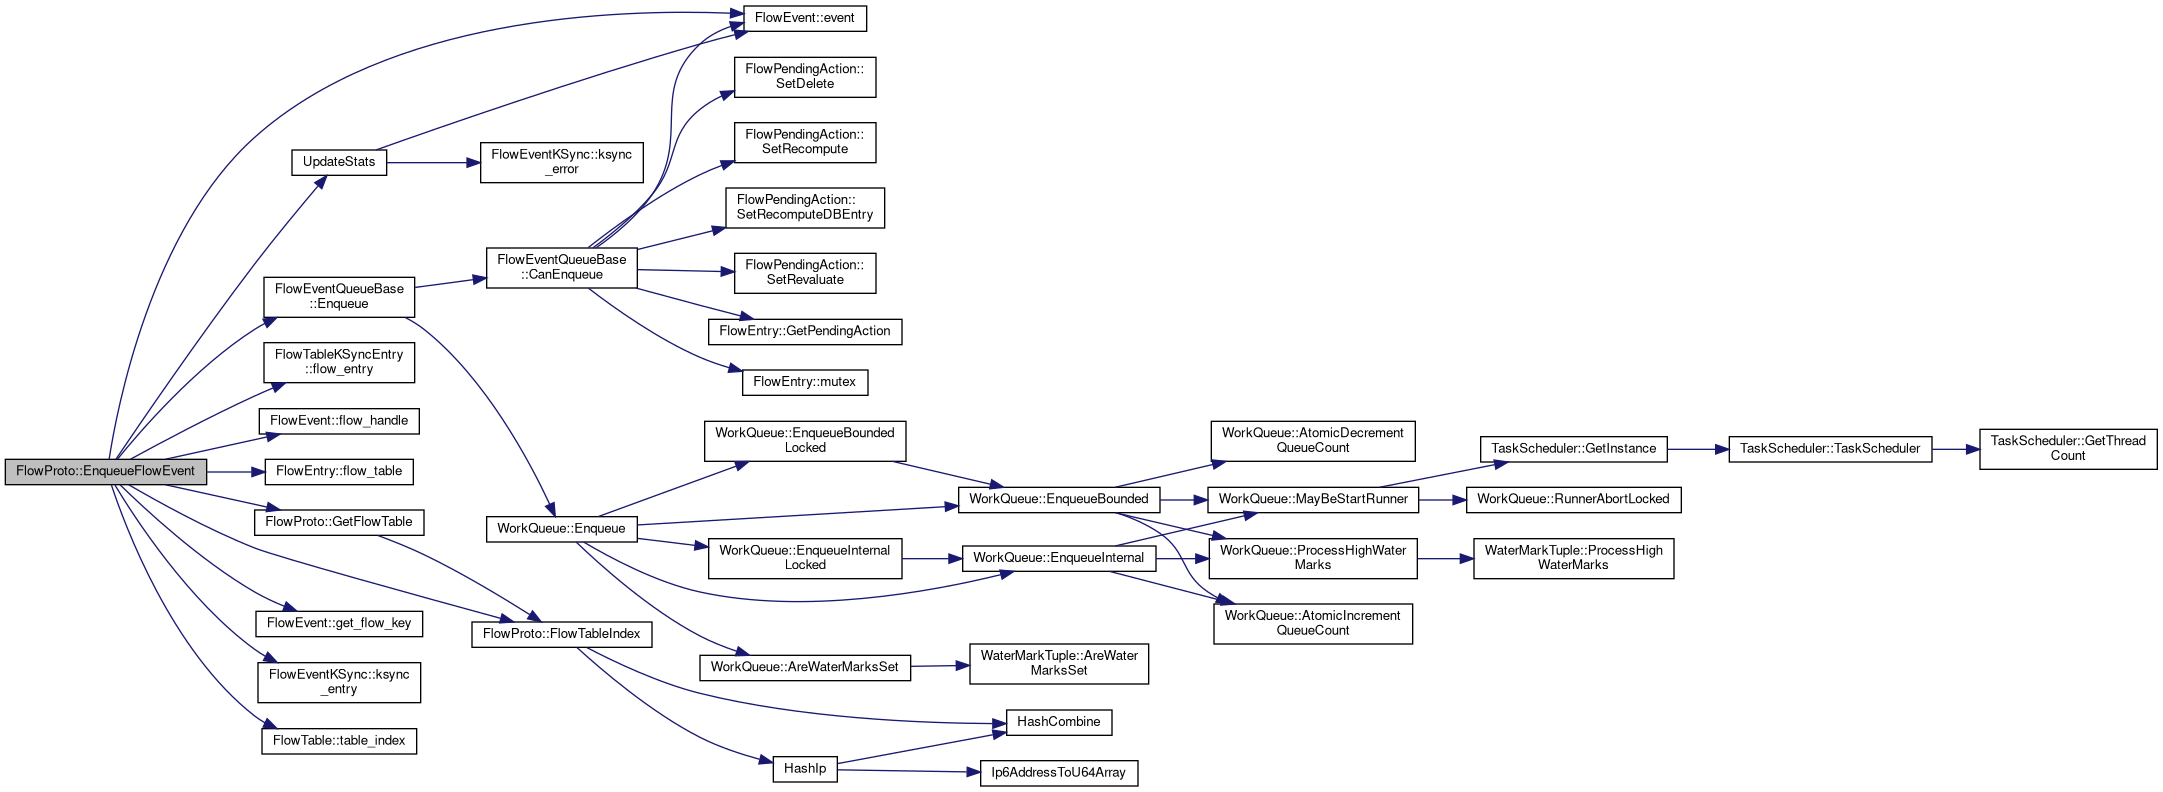 FlowEvent::event
FlowPendingAction::
SetDelete
FlowPendingAction::
SetRecompute
UpdateStats
FlowEventKSync::ksync
_error
FlowPendingAction::
SetRecomputeDBEntry
FlowEventQueueBase
::CanEnqueue
FlowPendingAction::
SetRevaluate
FlowEventQueueBase
::Enqueue
FlowEntry::GetPendingAction
FlowTableKSyncEntry
::flow_entry
FlowEntry::mutex
FlowEvent::flow_handle
WorkQueue::EnqueueBounded
Locked
WorkQueue::AtomicDecrement
QueueCount
TaskScheduler::GetInstance
TaskScheduler::TaskScheduler
TaskScheduler::GetThread
Count
FlowProto::EnqueueFlowEvent
FlowEntry::flow_table
WorkQueue::EnqueueBounded
WorkQueue::MayBeStartRunner
WorkQueue::RunnerAbortLocked
FlowProto::GetFlowTable
WorkQueue::Enqueue
WorkQueue::EnqueueInternal
Locked
WorkQueue::EnqueueInternal
WorkQueue::ProcessHighWater
Marks
WaterMarkTuple::ProcessHigh
WaterMarks
FlowEvent::get_flow_key
FlowProto::FlowTableIndex
WorkQueue::AtomicIncrement
QueueCount
FlowEventKSync::ksync
_entry
WorkQueue::AreWaterMarksSet
WaterMarkTuple::AreWater
MarksSet
FlowTable::table_index
HashCombine
HashIp
Ip6AddressToU64Array